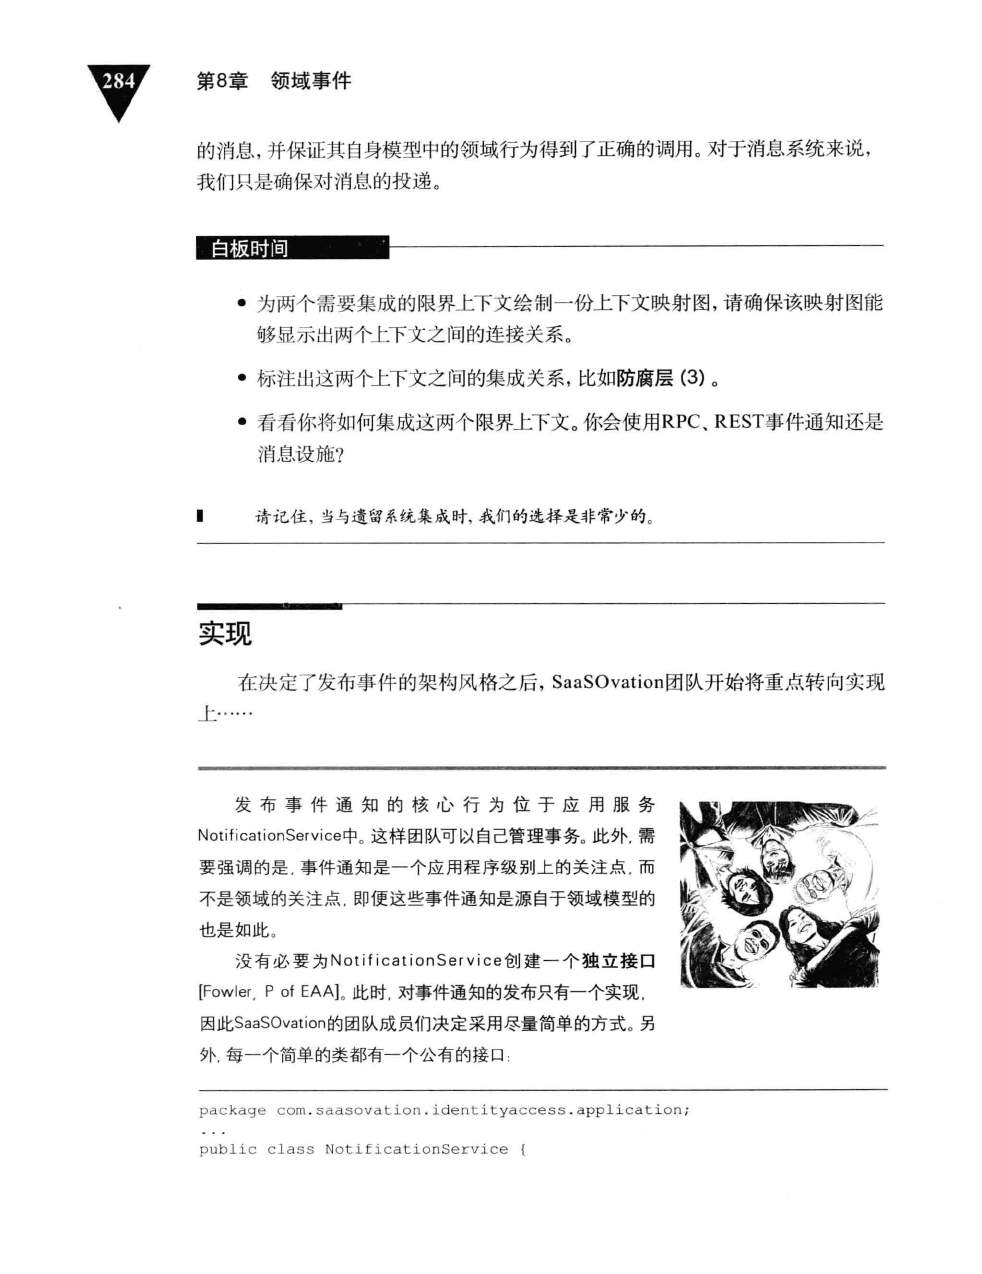 284
第8章 领域事件
的消息，并保证其自身模型中的领域行为得到了正确的调用。对于消息系统来说，
我们只是确保对消息的投递。
白板时间
● 为两个需要集成的限界上下文绘制一份上下文映射图，请确保该映射图能
够显示出两个上下文之间的连接关系。
● 标注出这两个上下文之间的集成关系，比如防腐层 (3) 。
● 看看你将如何集成这两个限界上下文。你会使用RPC、REST事件通知还是
消息设施？
请记住，当与遗留系统集成时，我们的选择是非常少的。
实现
在决定了发布事件的架构风格之后，SaaSOvation团队开始将重点转向实现
上……
发布事件通知的核心行为位于应用服务
NotificationService中。这样团队可以自己管理事务。此外，需
要强调的是，事件通知是一个应用程序级别上的关注点，而
不是领域的关注点，即便这些事件通知是源自于领域模型的
也是如此。
没有必要为NotificationService创建一个独立接口
[Fowler, P of EAA]。此时，对事件通知的发布只有一个实现，
因此SaaSOvation的团队成员们决定采用尽量简单的方式。另
外，每一个简单的类都有一个公有的接口：
package com.saasovation.identityaccess.application;
...
public class NotificationService {